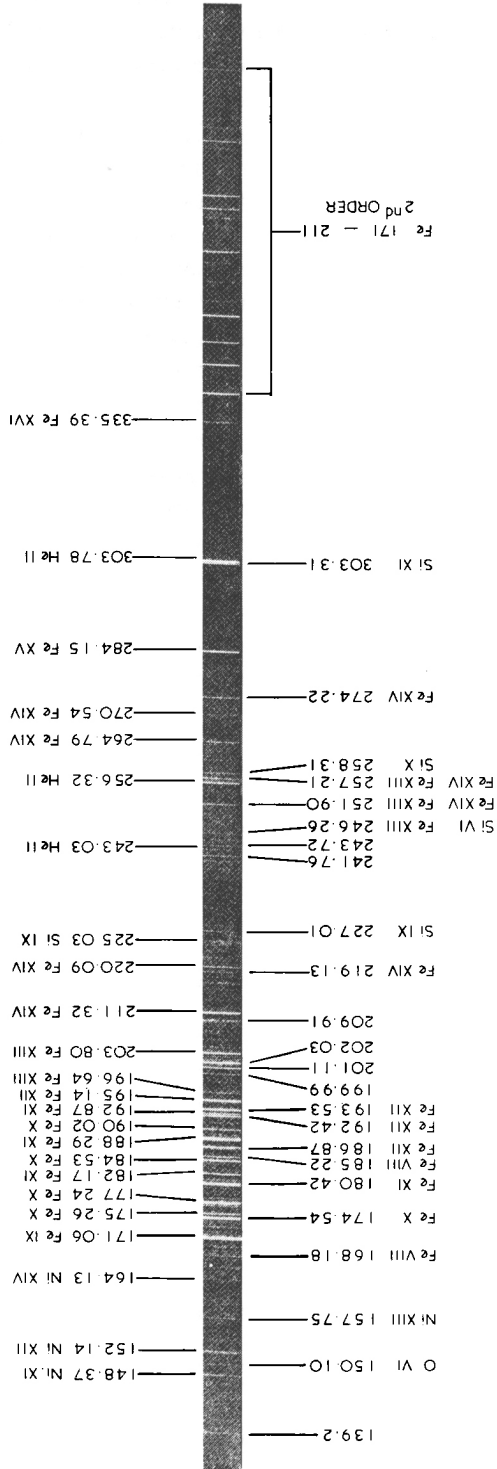 139.2
O VI 150.10
Ni XIII 157.75
Fe VIII 168.18
Fe X 174.54
Fe XI 180.42
Fe VIII 185.22
Fe XII 186.87
Fe XII 192.42
Fe XII 193.53
199.99
201.11
202.03
209.91
Fe XIV 219.13
Si IX 227.01
241.76
243.72
Si VI Fe XIII 246.26
Fe XIV Fe XIII 251.90
Fe XIV Fe XIII 257.21
Si X 258.31
Fe XIV 274.22
Si XI 303.31
Fe 171 – 211
2nd ORDER
148.37 Ni XI
152.14 Ni XII
164.13 Ni XIV
171.06 Fe IX
175.26 Fe X
177.24 Fe X
182.17 Fe XI
184.53 Fe X
188.29 Fe XI
190.02 Fe X
192.87 Fe XI
195.14 Fe XII
196.64 Fe XIII
203.80 Fe XIII
211.32 Fe XIV
220.09 Fe XIV
225.03 Si IX
243.03 He II
256.32 He II
264.79 Fe XIV
270.54 Fe XIV
284.15 Fe XV
303.78 He II
335.39 Fe XVI